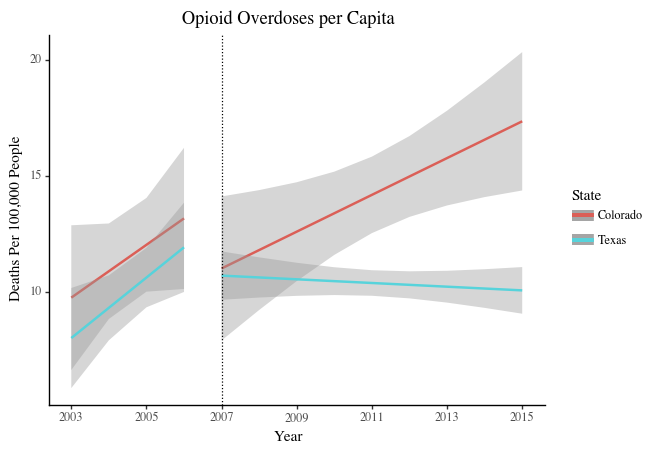 Opioid Overdoses per Capita
Deaths Per 100,000 People
20
15
10
2003 2005 2007 2009 2011 2013 2015
Year
State
Colorado
Texas